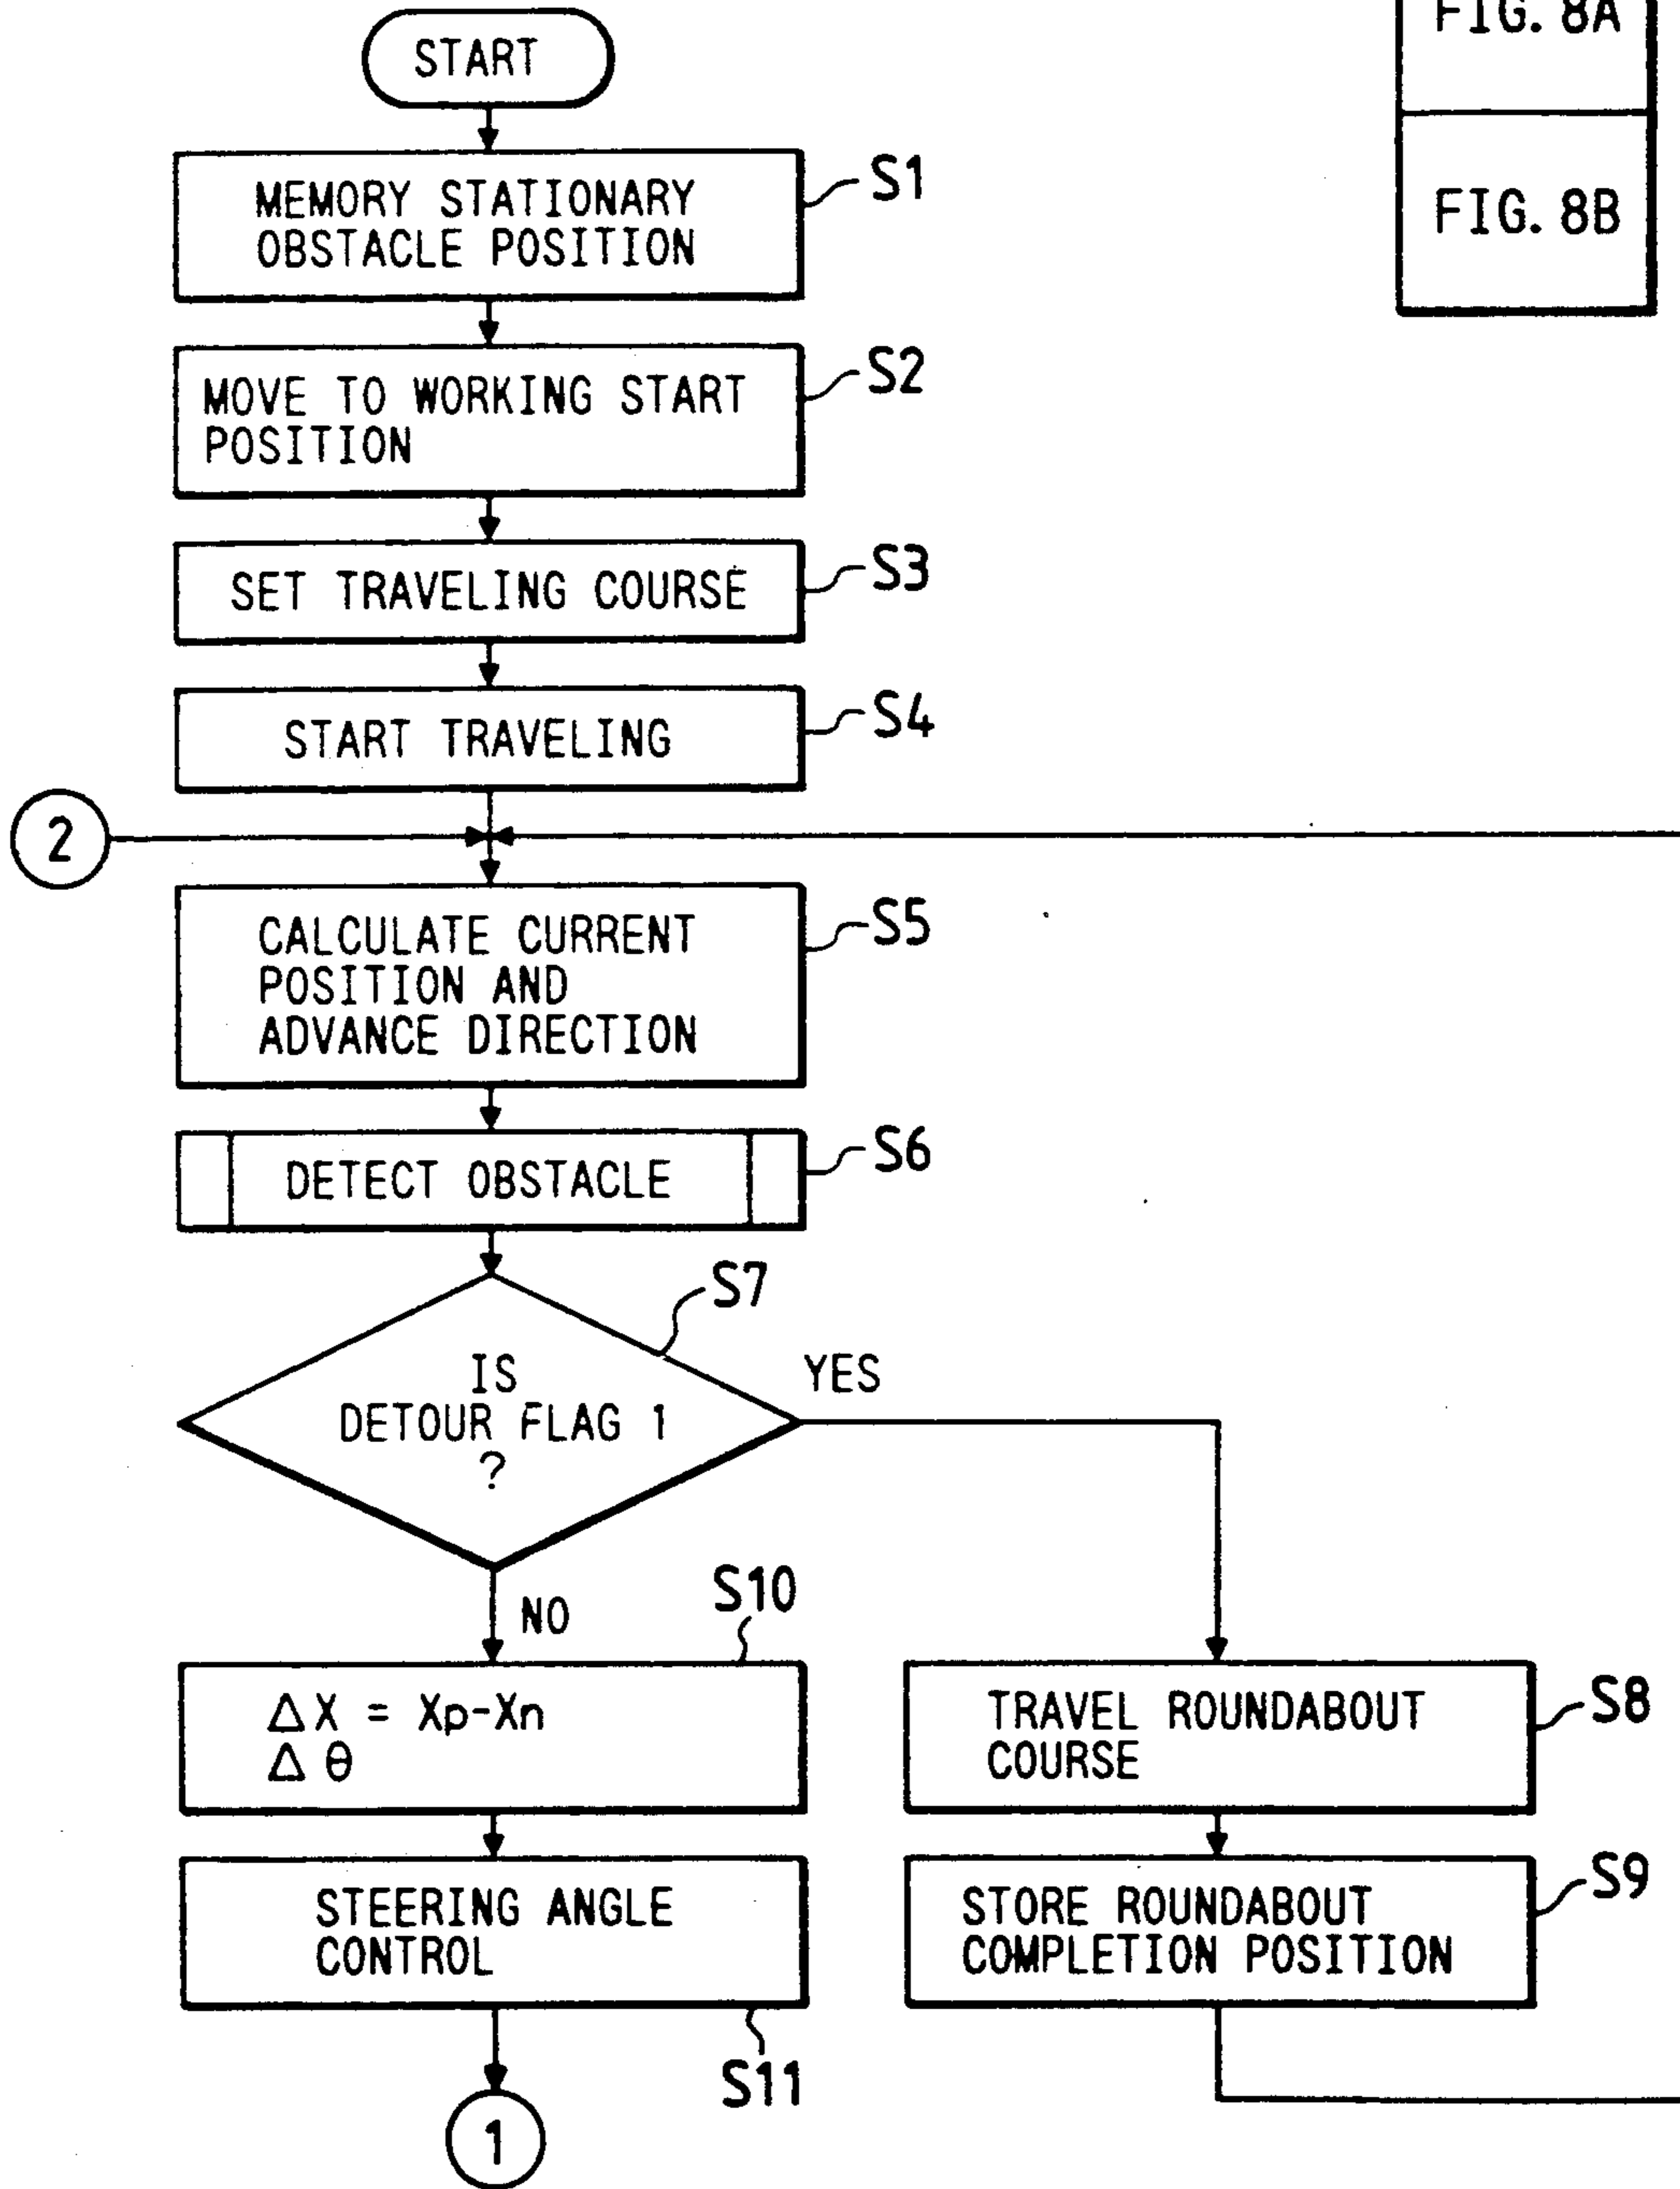 FIG. 8A
FIG. 8B
START
MEMORY STATIONARY
OBSTACLE POSITION
S1
MOVE TO WORKING START
POSITION
S2
SET TRAVELING COURSE
S3
START TRAVELING
S4
2
CALCULATE CURRENT
POSITION AND
ADVANCE DIRECTION
S5
DETECT OBSTACLE
S6
S7
IS
DETOUR FLAG 1
?
YES
NO
S10
ΔX = Xp-Xn
Δθ
TRAVEL ROUNDABOUT
COURSE
S8
STEERING ANGLE
CONTROL
S11
STORE ROUNDABOUT
COMPLETION POSITION
S9
1